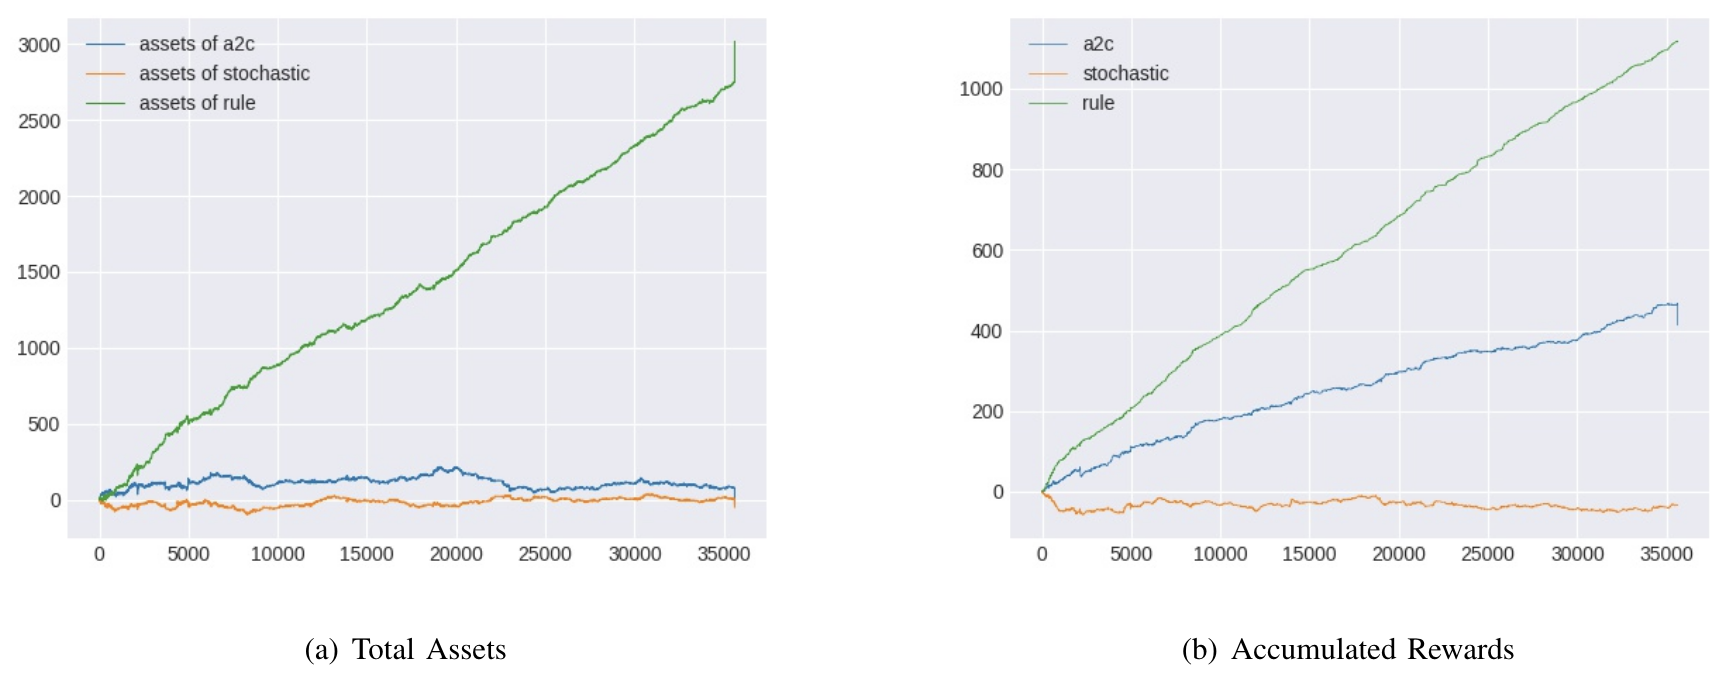 assets of a2c
assets of stochastic
assets of rule
3000
2500
2000
1500
1000
500
0
0 5000 10000 15000 20000 25000 30000 35000
(a) Total Assets
a2c
stochastic
rule
1000
800
600
400
200
0
0 5000 10000 15000 20000 25000 30000 35000
(b) Accumulated Rewards